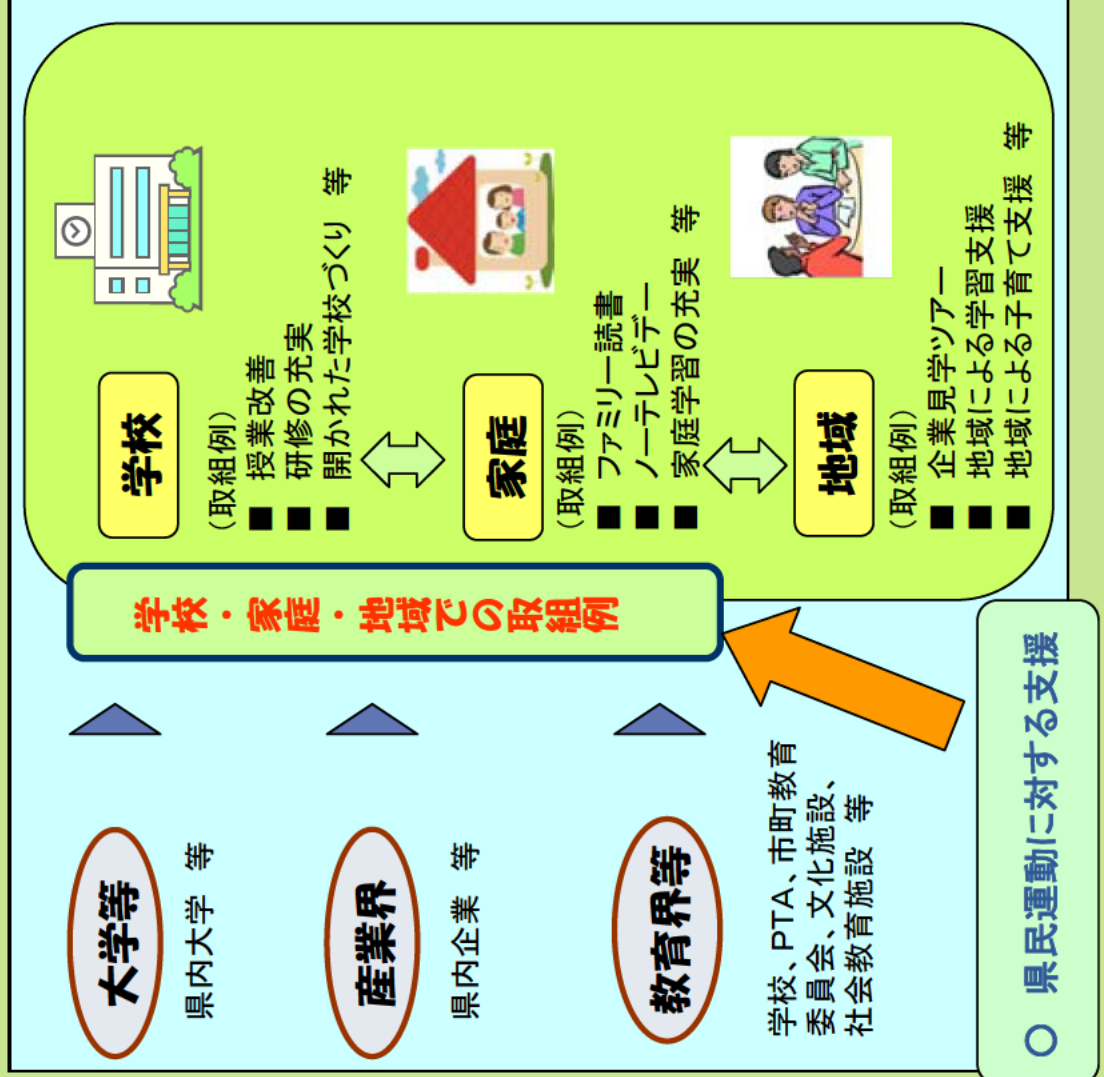 大学等
県内大学 等
産業界
県内企業 等
教育界等
学校、PTA、市町教育
委員会、文化施設、
社会教育施設 等
学校・家庭・地域での取組例
学校
(取組例)
■ 授業改善
■ 研修の充実
■ 開かれた学校づくり 等
家庭
(取組例)
■ ファミリー読書
■ ノーテレビデー
■ 家庭学習の充実 等
地域
(取組例)
■ 企業見学ツアー
■ 地域による学習支援
■ 地域による子育て支援 等
○ 県民運動に対する支援